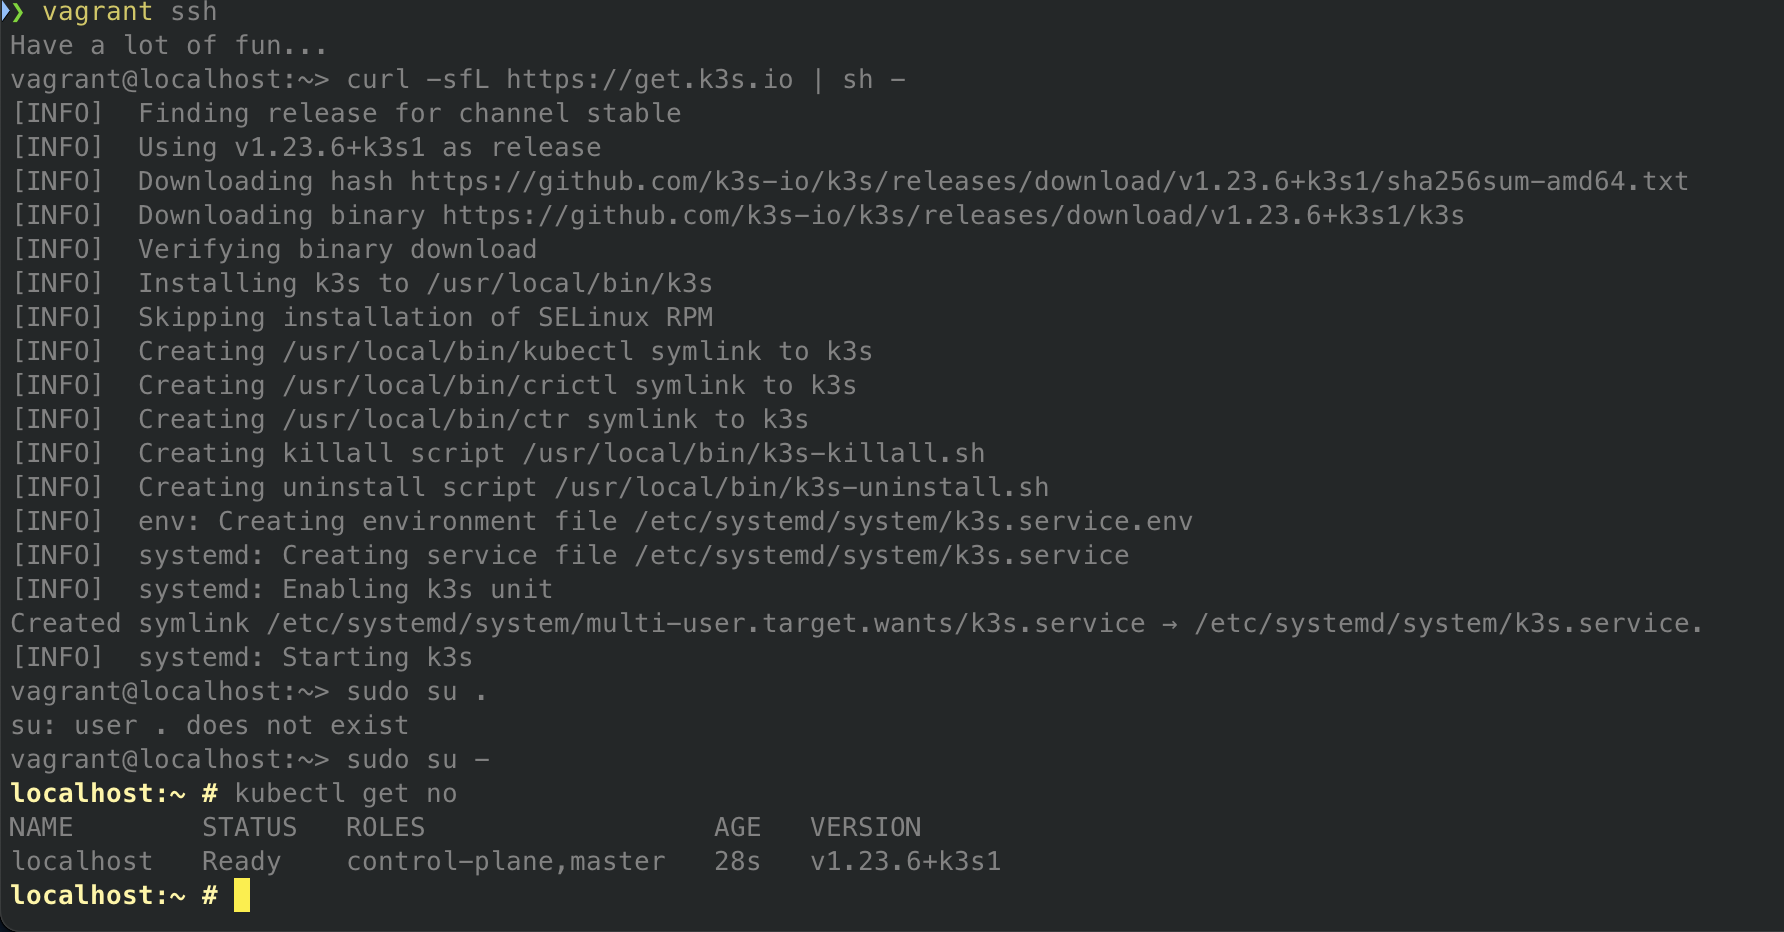 ❯ vagrant ssh
Have a lot of fun...
vagrant@localhost:~> curl -sfL https://get.k3s.io | sh -
[INFO]  Finding release for channel stable
[INFO]  Using v1.23.6+k3s1 as release
[INFO]  Downloading hash https://github.com/k3s-io/k3s/releases/download/v1.23.6+k3s1/sha256sum-amd64.txt
[INFO]  Downloading binary https://github.com/k3s-io/k3s/releases/download/v1.23.6+k3s1/k3s
[INFO]  Verifying binary download
[INFO]  Installing k3s to /usr/local/bin/k3s
[INFO]  Skipping installation of SELinux RPM
[INFO]  Creating /usr/local/bin/kubectl symlink to k3s
[INFO]  Creating /usr/local/bin/crictl symlink to k3s
[INFO]  Creating /usr/local/bin/ctr symlink to k3s
[INFO]  Creating killall script /usr/local/bin/k3s-killall.sh
[INFO]  Creating uninstall script /usr/local/bin/k3s-uninstall.sh
[INFO]  env: Creating environment file /etc/systemd/system/k3s.service.env
[INFO]  systemd: Creating service file /etc/systemd/system/k3s.service
[INFO]  systemd: Enabling k3s unit
Created symlink /etc/systemd/system/multi-user.target.wants/k3s.service → /etc/systemd/system/k3s.service.
[INFO]  systemd: Starting k3s
vagrant@localhost:~> sudo su .
su: user . does not exist
vagrant@localhost:~> sudo su -
localhost:~ # kubectl get no
NAME        STATUS   ROLES                  AGE   VERSION
localhost   Ready    control-plane,master   28s   v1.23.6+k3s1
localhost:~ #